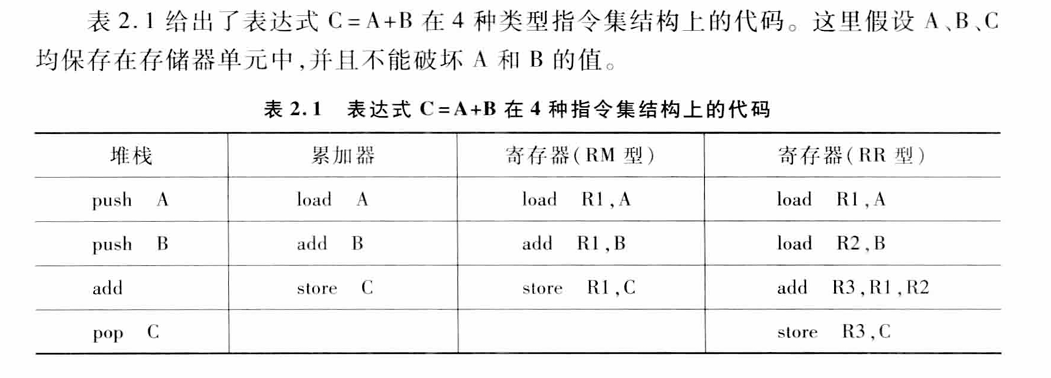 表 2.1 给出了表达式 C=A+B 在 4 种类型指令集结构上的代码。这里假设 A、B、C
均保存在存储器单元中,并且不能破坏 A 和 B 的值。
表 2.1 表达式 C=A+B 在 4 种指令集结构上的代码
堆栈 累加器 寄存器(RM 型) 寄存器(RR 型)
push A load A load R1,A load R1,A
push B add B add R1,B load R2,B
add store C store R1,C add R3,R1,R2
pop C store R3,C